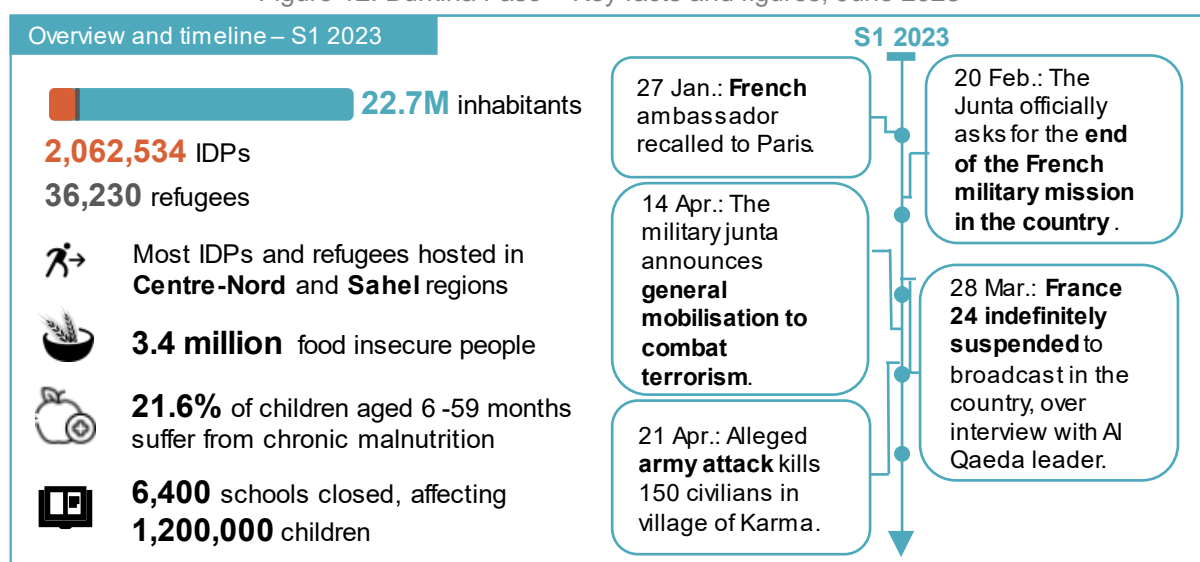 Overview and timeline – S1 2023
22.7M inhabitants
2,062,534 IDPs
36,230 refugees
Most IDPs and refugees hosted in
Centre-Nord and Sahel regions
3.4 million food insecure people
21.6% of children aged 6 -59 months
suffer from chronic malnutrition
6,400 schools closed, affecting
1,200,000 children
S1 2023
27 Jan.: French
ambassador
recalled to Paris.
20 Feb.: The
Junta officially
asks for the end
of the French
military mission
in the country .
14 Apr.: The
military junta
announces
general
mobilisation to
combat
terrorism.
28 Mar.: France
24 indefinitely
suspended to
broadcast in the
country, over
interview with Al
Qaeda leader.
21 Apr.: Alleged
army attack kills
150 civilians in
village of Karma.